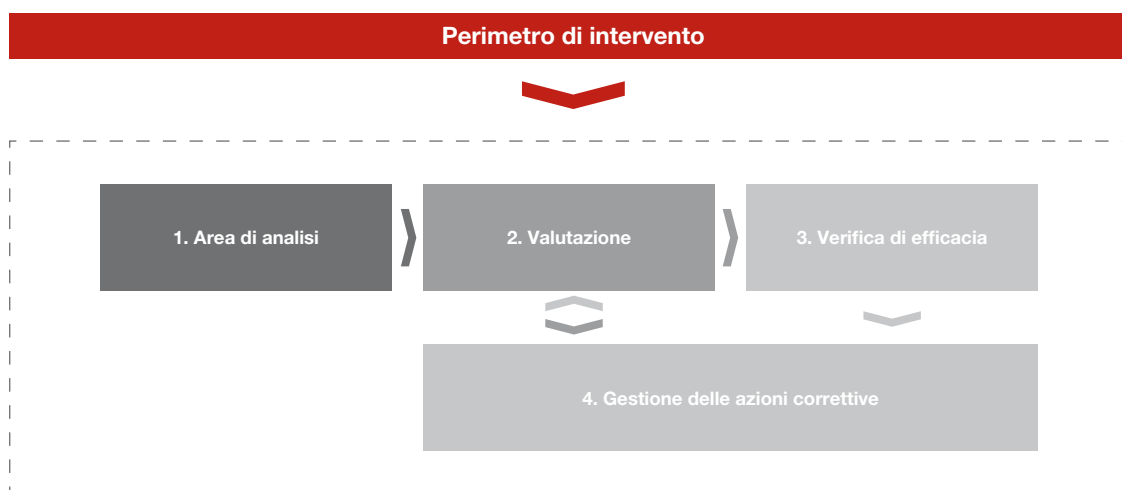 Perimetro di intervento
1. Area di analisi
2. Valutazione
3. Verifica di efficacia
4. Gestione delle azioni correttive